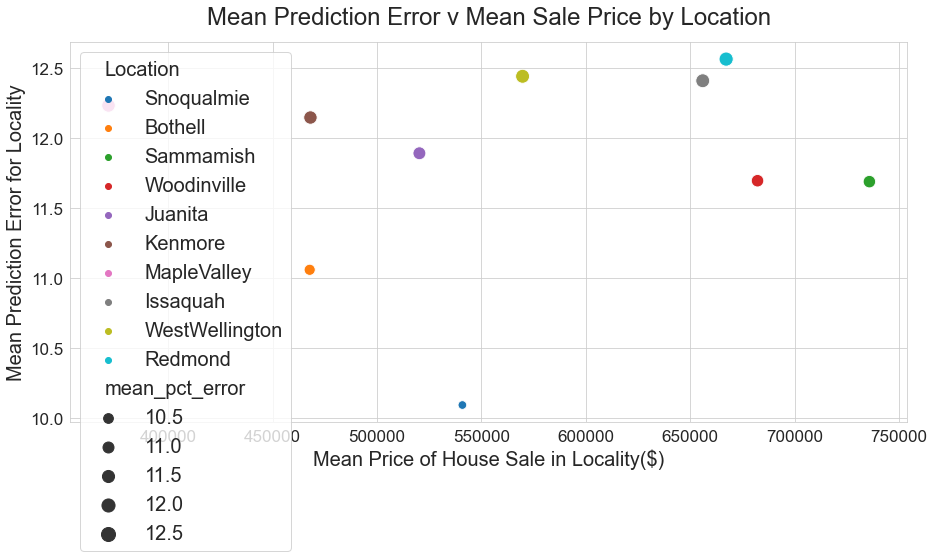 Mean Prediction Error v Mean Sale Price by Location
Mean Prediction Error for Locality
12.5
12.0
11.5
11.0
10.5
10.0
Location
Snoqualmie
Bothell
Sammamish
Woodinville
Juanita
Kenmore
MapleValley
Issaquah
WestWellington
Redmond
mean_pct_error
10.5
11.0
11.5
12.0
12.5
400000 450000 500000 550000 600000 650000 700000 750000
Mean Price of House Sale in Locality($)